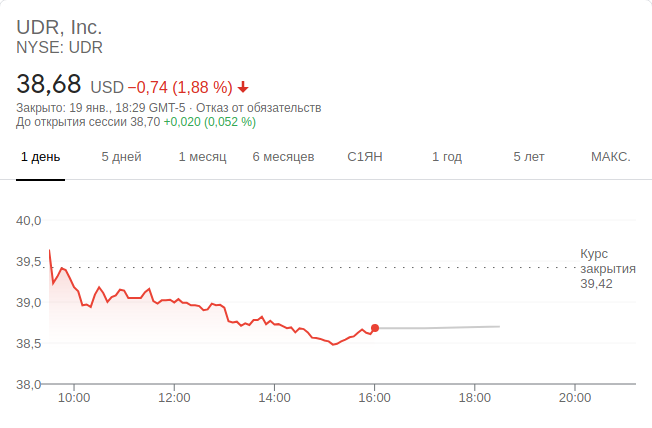 UDR, Inc.
NYSE: UDR
38,68 USD −0,74 (1,88 %)
Закрыто: 19 янв., 18:29 GMT-5 · Отказ от обязательств
До открытия сессии 38,70 +0,020 (0,052 %)
1 день 5 дней 1 месяц 6 месяцев С1ЯН 1 год 5 лет МАКС.
40,0
39,5
39,0
38,5
38,0
Курс
закрытия
39,42
10:00 12:00 14:00 16:00 18:00 20:00